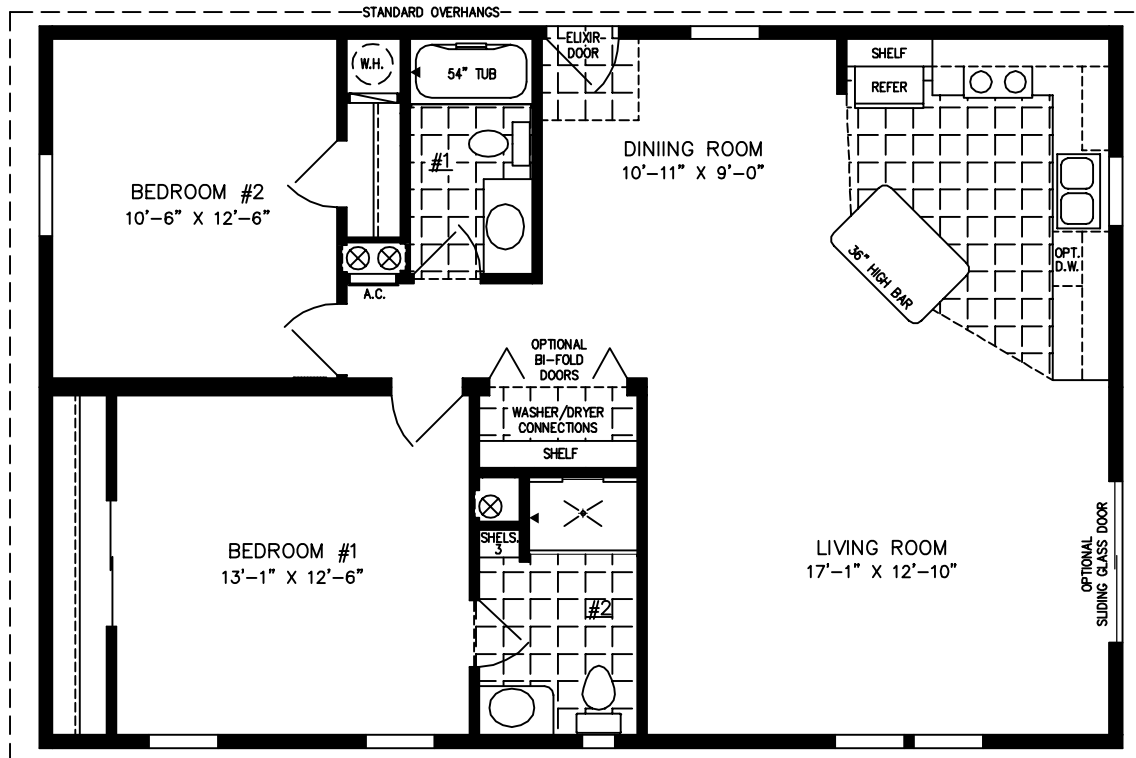 STANDARD OVERHANGS
ELIXIR
DOOR
W.H.
54" TUB
SHELF
REFER
#1
DINIING ROOM
10'-11" X 9'-0"
BEDROOM #2
10'-6" X 12'-6"
36" HIGH BAR
OPT.
D.W.
A.C.
OPTIONAL
BI-FOLD
DOORS
WASHER/DRYER
CONNECTIONS
SHELF
SHELS.
3
BEDROOM #1
13'-1" X 12'-6"
#2
LIVING ROOM
17'-1" X 12'-10"
OPTIONAL
SLIDING GLASS DOOR